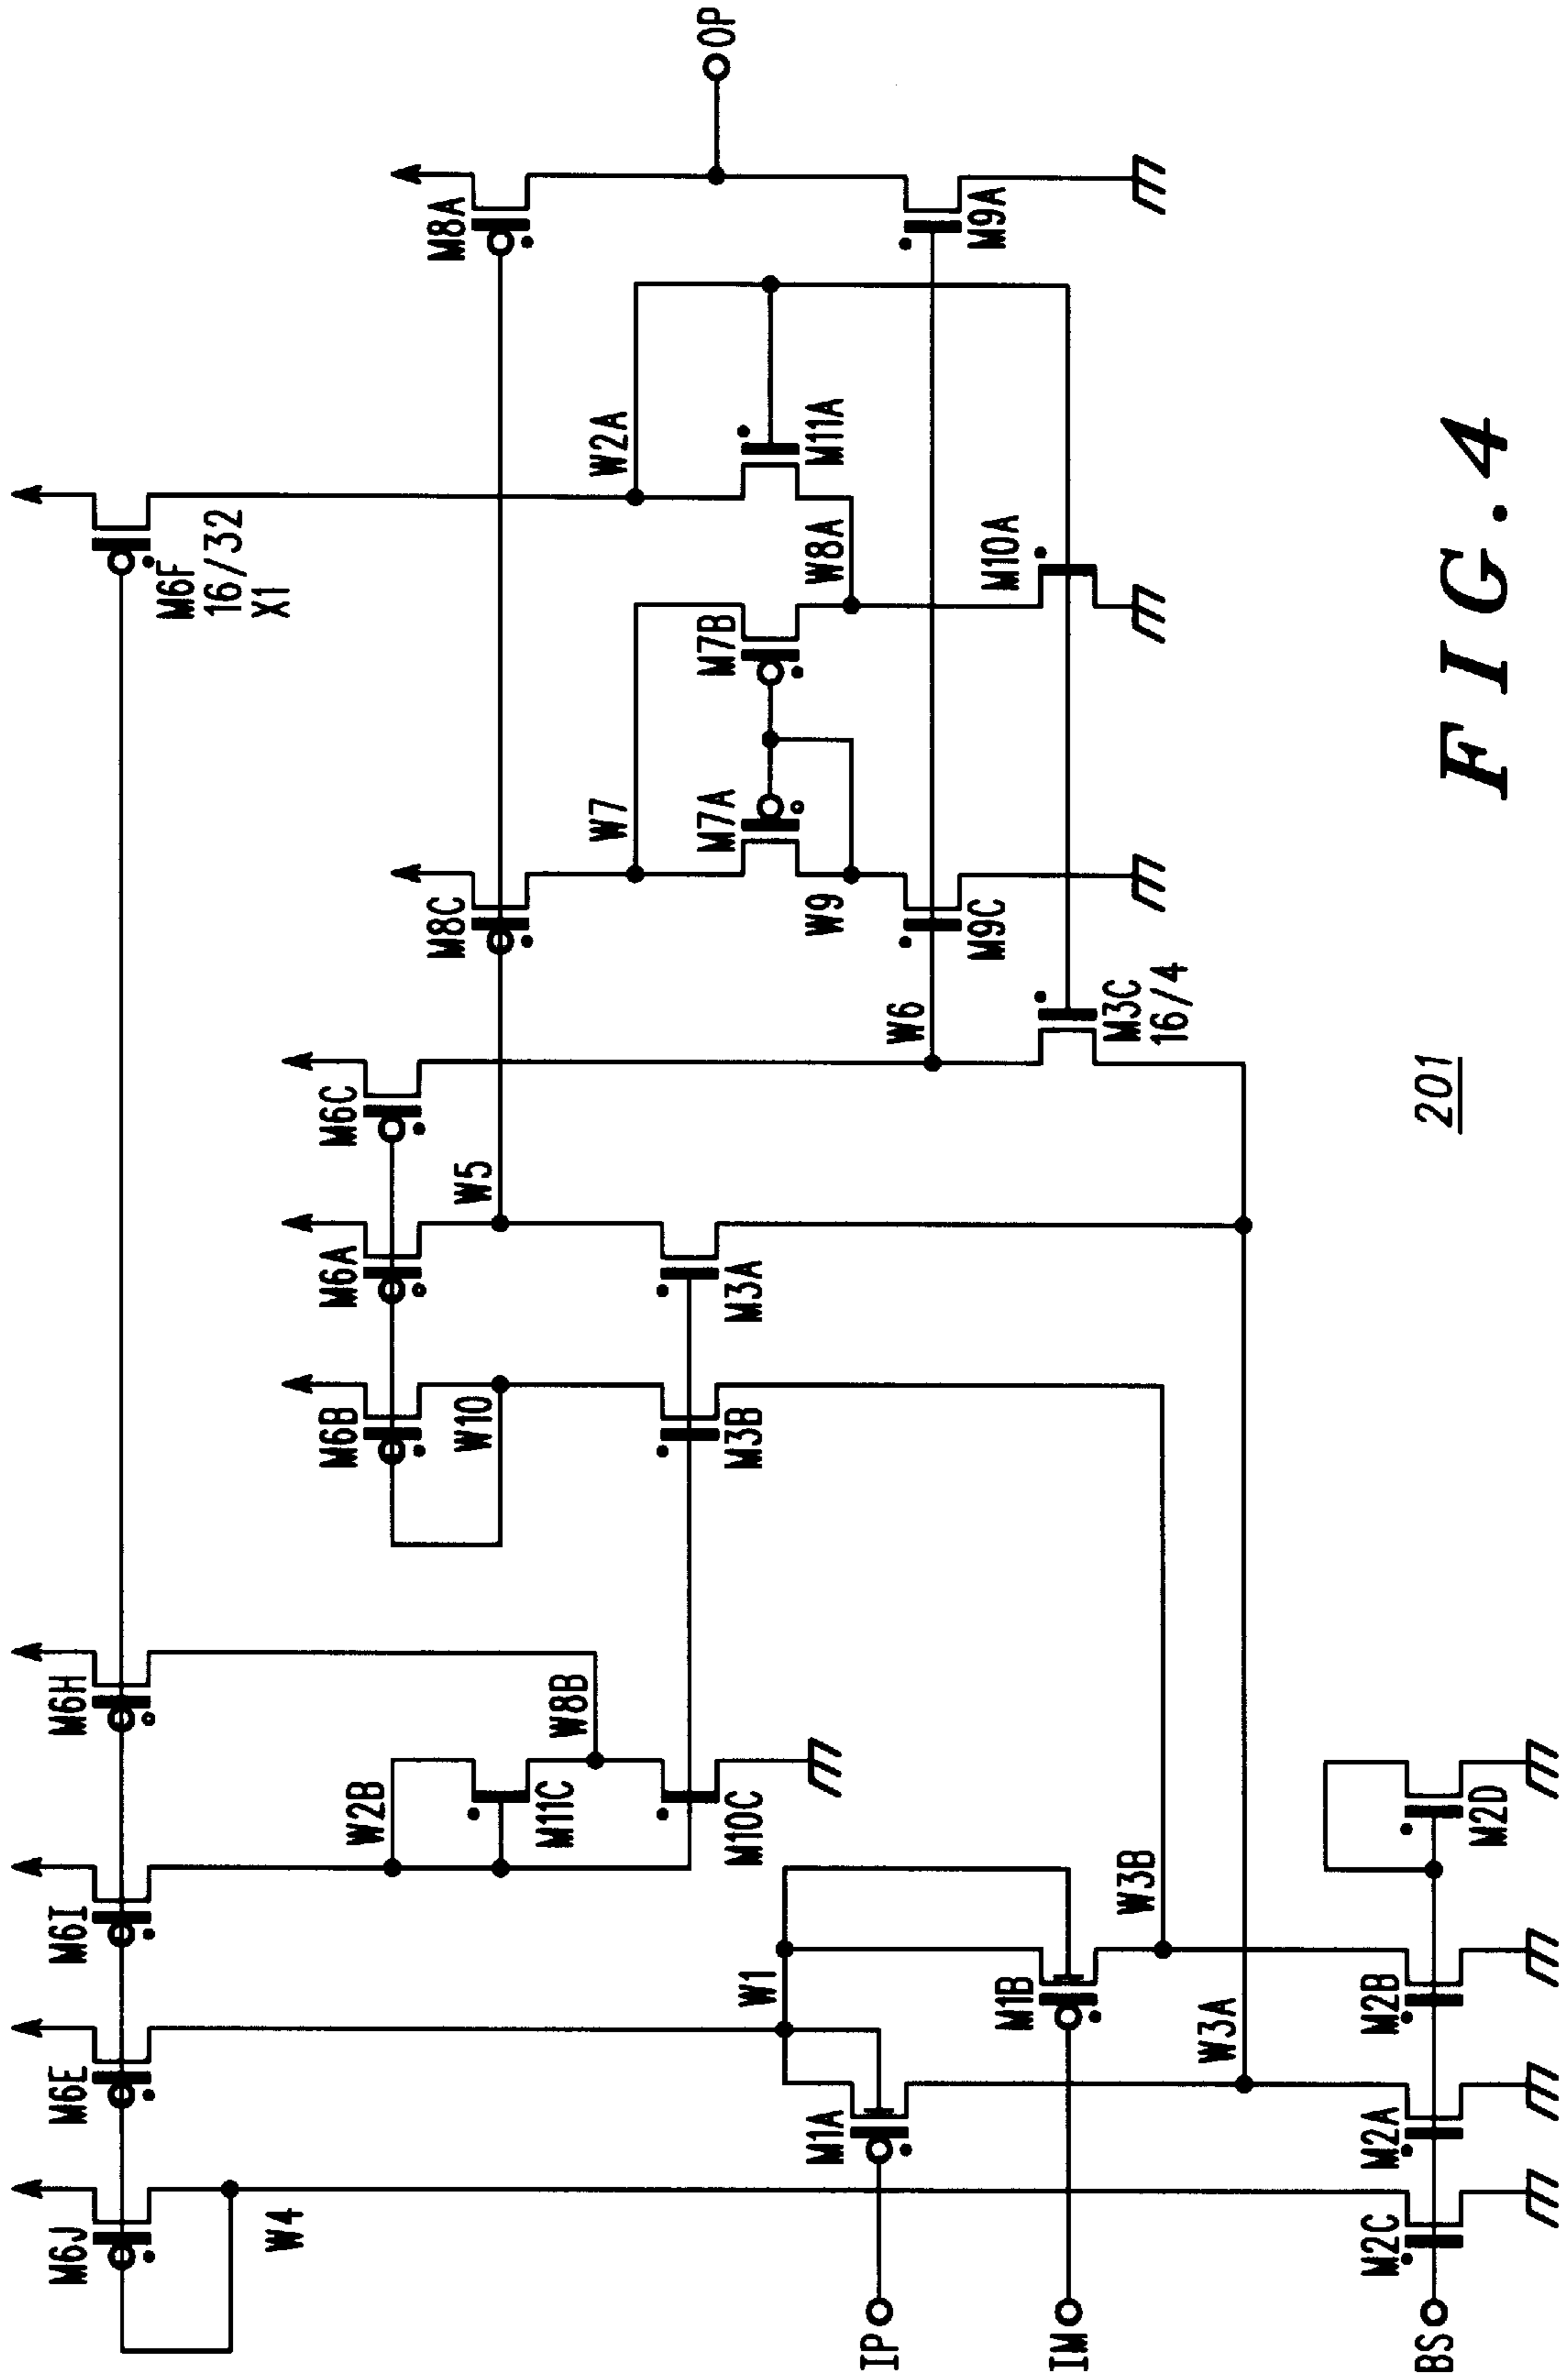 M6J
M6E
M6I
M6H
M6F
16/32
X1
W4
M6B
M6A
M6C
W2B
W10
W5
M8C
M8A
M11C
W8B
W7
W2A
M10C
M3B
M3A
M7A
M7B
OP
IP
M1A
W1
W9
W8A
M11A
W6
IM
M1B
M9C
M10A
M9A
W3B
M3C
16/4
W3A
BS
M2C
M2A
M2B
M2D
201
FIG.4